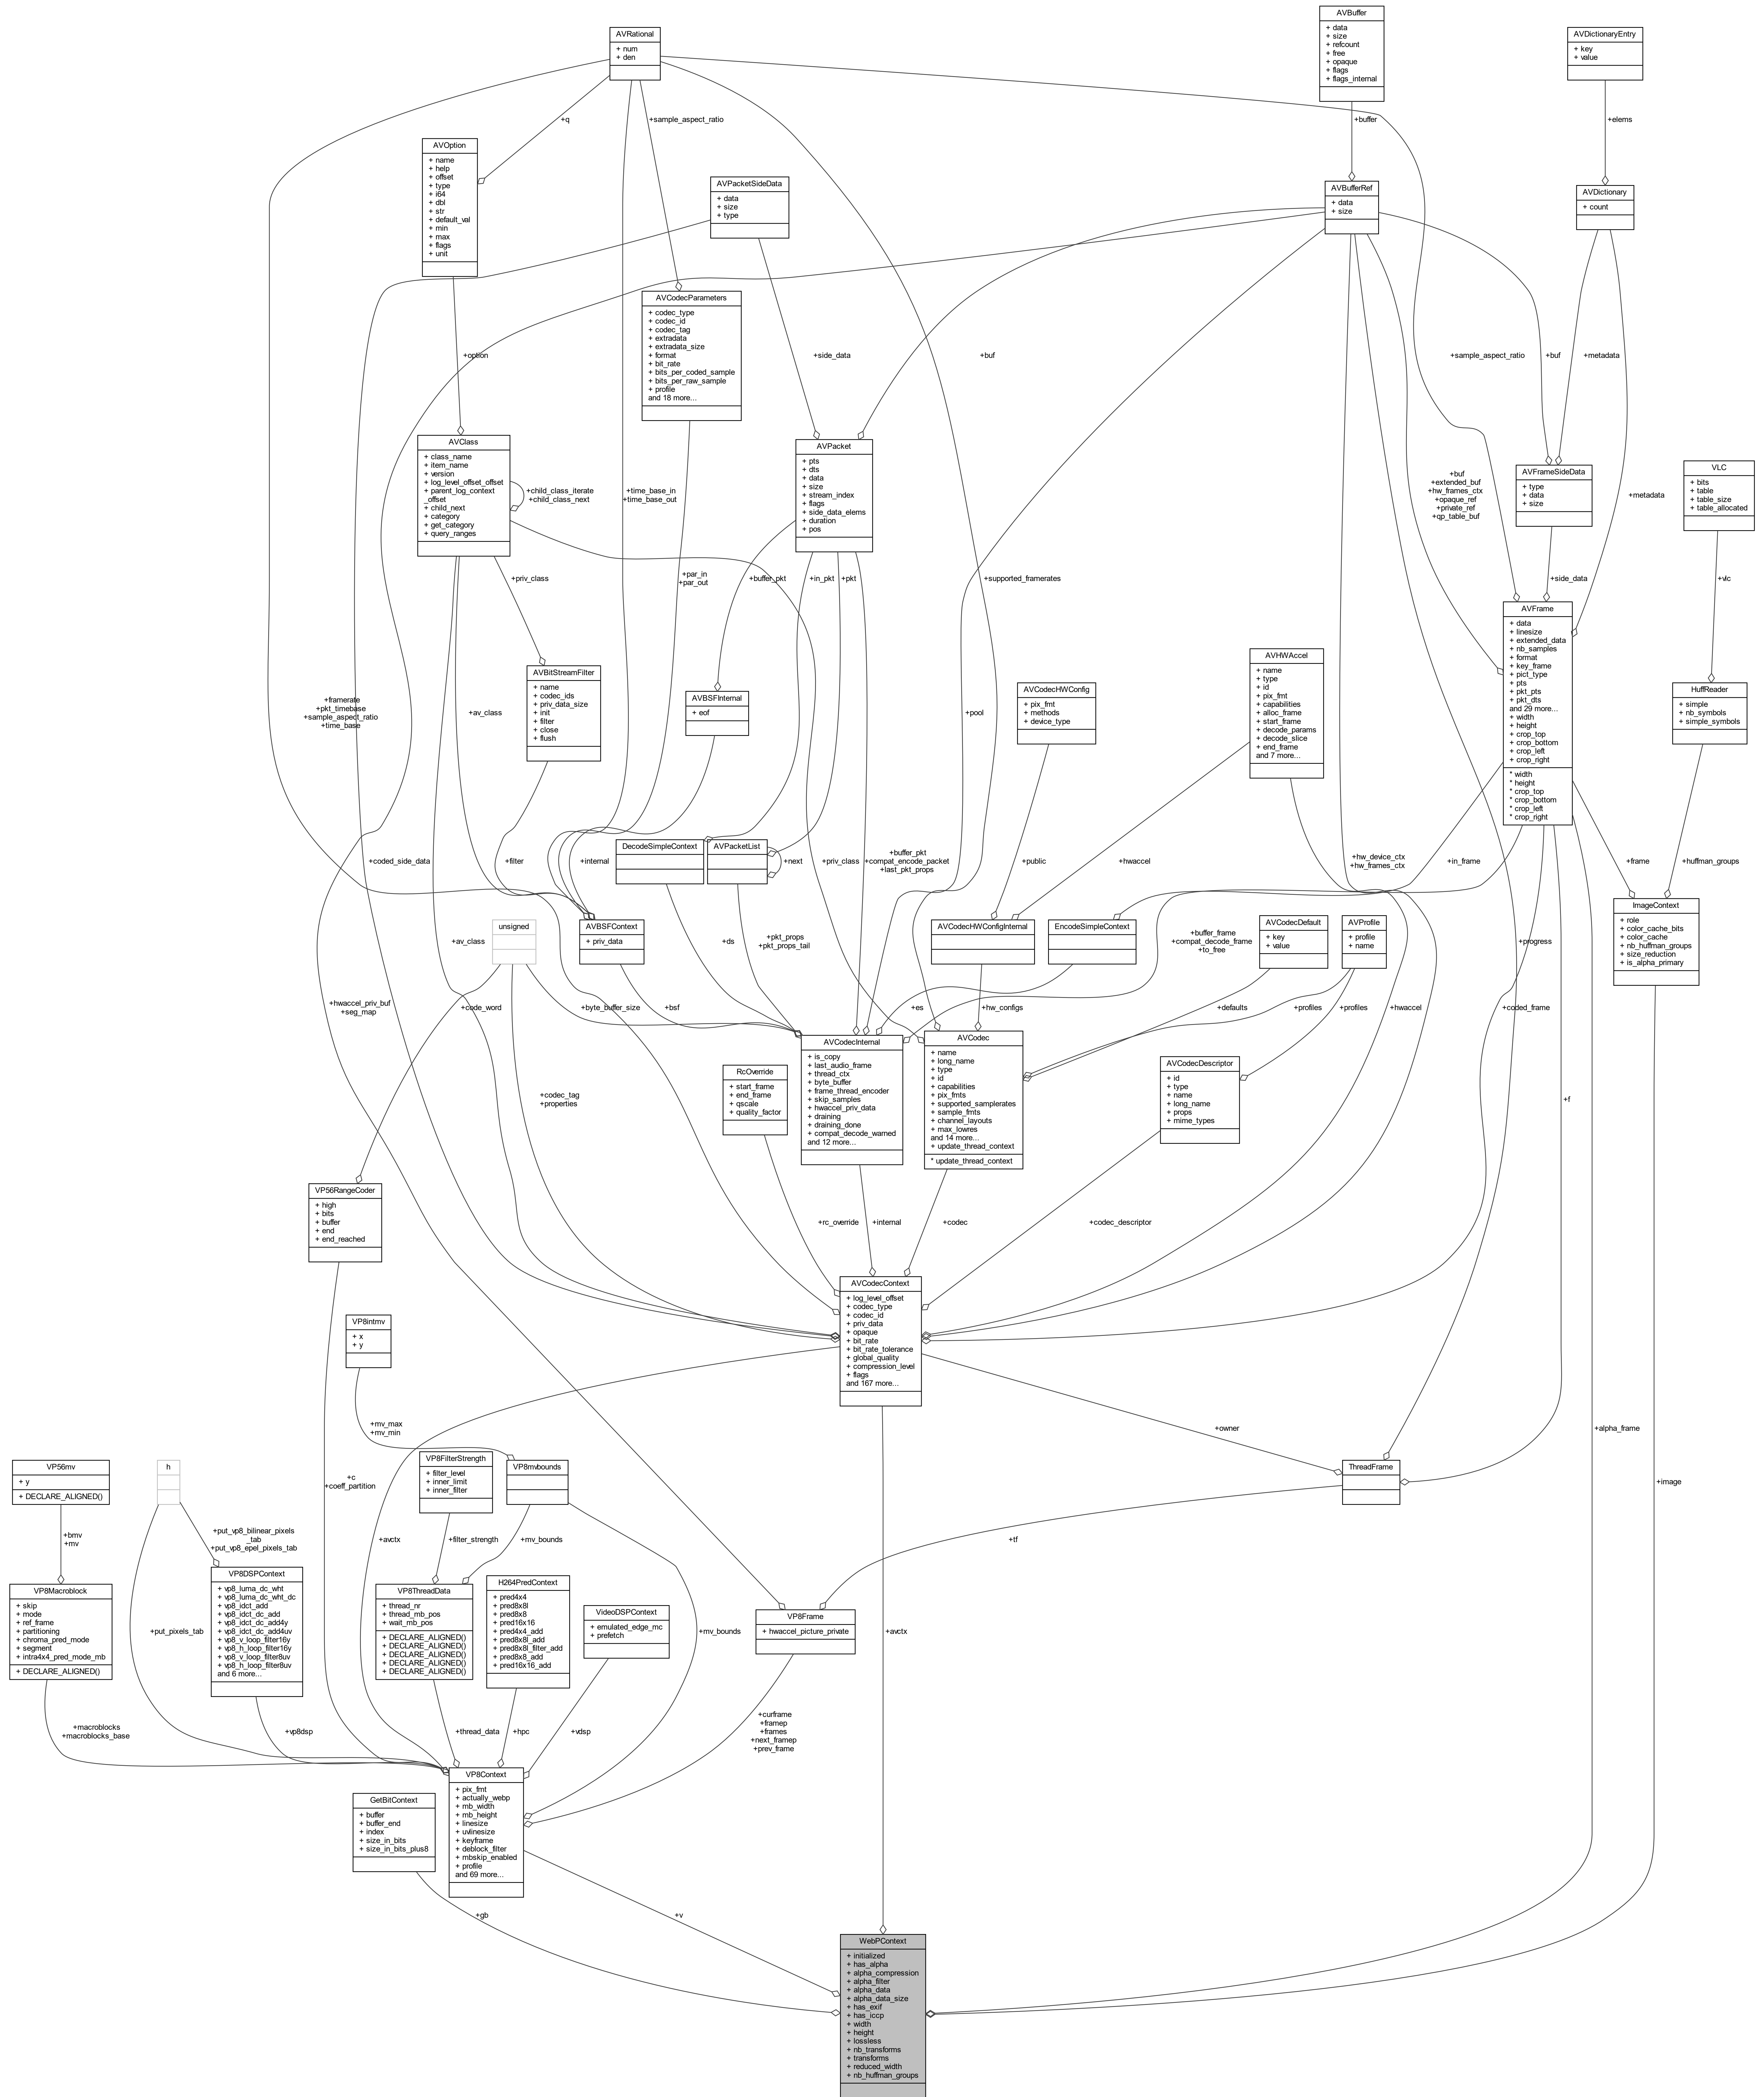 AVBuffer
+ data
+ size
+ refcount
+ free
+ opaque
+ flags
+ flags_internal
AVRational
+ num
+ den
AVDictionaryEntry
+ key
+ value
+q
+sample_aspect_ratio
+buffer
+elems
AVOption
+ name
+ help
+ offset
+ type
+ i64
+ dbl
+ str
+ default_val
+ min
+ max
+ flags
+ unit
AVPacketSideData
+ data
+ size
+ type
AVBufferRef
+ data
+ size
AVDictionary
+ count
AVCodecParameters
+ codec_type
+ codec_id
+ codec_tag
+ extradata
+ extradata_size
+ format
+ bit_rate
+ bits_per_coded_sample
+ bits_per_raw_sample
+ profile
and 18 more...
+option
+side_data
+buf
+sample_aspect_ratio
+buf
+metadata
AVClass
+ class_name
+ item_name
+ version
+ log_level_offset_offset
+ parent_log_context
_offset
+ child_next
+ category
+ get_category
+ query_ranges
+child_class_iterate
+child_class_next
+time_base_in
+time_base_out
AVPacket
+ pts
+ dts
+ data
+ size
+ stream_index
+ flags
+ side_data_elems
+ duration
+ pos
+buf
+extended_buf
+hw_frames_ctx
+opaque_ref
+private_ref
+qp_table_buf
AVFrameSideData
+ type
+ data
+ size
+metadata
VLC
+ bits
+ table
+ table_size
+ table_allocated
+priv_class
+par_in
+par_out
+buffer_pkt
+in_pkt
+pkt
+supported_framerates
+side_data
+vlc
AVFrame
+ data
+ linesize
+ extended_data
+ nb_samples
+ format
+ key_frame
+ pict_type
+ pts
+ pkt_pts
+ pkt_dts
and 29 more...
+ width
+ height
+ crop_top
+ crop_bottom
+ crop_left
+ crop_right
* width
* height
* crop_top
* crop_bottom
* crop_left
* crop_right
AVBitStreamFilter
+ name
+ codec_ids
+ priv_data_size
+ init
+ filter
+ close
+ flush
AVBSFInternal
+ eof
AVCodecHWConfig
+ pix_fmt
+ methods
+ device_type
AVHWAccel
+ name
+ type
+ id
+ pix_fmt
+ capabilities
+ alloc_frame
+ start_frame
+ decode_params
+ decode_slice
+ end_frame
and 7 more...
HuffReader
+ simple
+ nb_symbols
+ simple_symbols
+framerate
+pkt_timebase
+sample_aspect_ratio
+time_base
+av_class
+pool
+coded_side_data
+filter
+internal
DecodeSimpleContext
AVPacketList
+next
+buffer_pkt
+compat_encode_packet
+last_pkt_props
+priv_class
+public
+hwaccel
+hw_device_ctx
+hw_frames_ctx
+in_frame
+frame
+huffman_groups
ImageContext
+ role
+ color_cache_bits
+ color_cache
+ nb_huffman_groups
+ size_reduction
+ is_alpha_primary
unsigned
AVBSFContext
+ priv_data
AVCodecHWConfigInternal
EncodeSimpleContext
AVCodecDefault
+ key
+ value
AVProfile
+ profile
+ name
+av_class
+ds
+pkt_props
+pkt_props_tail
+buffer_frame
+compat_decode_frame
+to_free
+progress
+hwaccel_priv_buf
+seg_map
+code_word
+byte_buffer_size
+bsf
+es
+hw_configs
+defaults
+profiles
+profiles
+hwaccel
+coded_frame
AVCodecInternal
+ is_copy
+ last_audio_frame
+ thread_ctx
+ byte_buffer
+ frame_thread_encoder
+ skip_samples
+ hwaccel_priv_data
+ draining
+ draining_done
+ compat_decode_warned
and 12 more...
AVCodec
+ name
+ long_name
+ type
+ id
+ capabilities
+ pix_fmts
+ supported_samplerates
+ sample_fmts
+ channel_layouts
+ max_lowres
and 14 more...
+ update_thread_context
* update_thread_context
RcOverride
+ start_frame
+ end_frame
+ qscale
+ quality_factor
AVCodecDescriptor
+ id
+ type
+ name
+ long_name
+ props
+ mime_types
+codec_tag
+properties
+f
VP56RangeCoder
+ high
+ bits
+ buffer
+ end
+ end_reached
+rc_override
+internal
+codec
+codec_descriptor
AVCodecContext
+ log_level_offset
+ codec_type
+ codec_id
+ priv_data
+ opaque
+ bit_rate
+ bit_rate_tolerance
+ global_quality
+ compression_level
+ flags
and 167 more...
VP8intmv
+ x
+ y
+mv_max
+mv_min
+owner
+alpha_frame
VP56mv
+ y
+ DECLARE_ALIGNED()
h
+c
+coeff_partition
VP8FilterStrength
+ filter_level
+ inner_limit
+ inner_filter
VP8mvbounds
ThreadFrame
+image
+bmv
+mv
+put_vp8_bilinear_pixels
_tab
+put_vp8_epel_pixels_tab
+avctx
+filter_strength
+mv_bounds
+tf
VP8Macroblock
+ skip
+ mode
+ ref_frame
+ partitioning
+ chroma_pred_mode
+ segment
+ intra4x4_pred_mode_mb
+ DECLARE_ALIGNED()
+put_pixels_tab
VP8DSPContext
+ vp8_luma_dc_wht
+ vp8_luma_dc_wht_dc
+ vp8_idct_add
+ vp8_idct_dc_add
+ vp8_idct_dc_add4y
+ vp8_idct_dc_add4uv
+ vp8_v_loop_filter16y
+ vp8_h_loop_filter16y
+ vp8_v_loop_filter8uv
+ vp8_h_loop_filter8uv
and 6 more...
VP8ThreadData
+ thread_nr
+ thread_mb_pos
+ wait_mb_pos
+ DECLARE_ALIGNED()
+ DECLARE_ALIGNED()
+ DECLARE_ALIGNED()
+ DECLARE_ALIGNED()
+ DECLARE_ALIGNED()
H264PredContext
+ pred4x4
+ pred8x8l
+ pred8x8
+ pred16x16
+ pred4x4_add
+ pred8x8l_add
+ pred8x8l_filter_add
+ pred8x8_add
+ pred16x16_add
VideoDSPContext
+ emulated_edge_mc
+ prefetch
+mv_bounds
VP8Frame
+ hwaccel_picture_private
+avctx
+macroblocks
+macroblocks_base
+vp8dsp
+thread_data
+hpc
+vdsp
+curframe
+framep
+frames
+next_framep
+prev_frame
VP8Context
+ pix_fmt
+ actually_webp
+ mb_width
+ mb_height
+ linesize
+ uvlinesize
+ keyframe
+ deblock_filter
+ mbskip_enabled
+ profile
and 69 more...
GetBitContext
+ buffer
+ buffer_end
+ index
+ size_in_bits
+ size_in_bits_plus8
+gb
+v
WebPContext
+ initialized
+ has_alpha
+ alpha_compression
+ alpha_filter
+ alpha_data
+ alpha_data_size
+ has_exif
+ has_iccp
+ width
+ height
+ lossless
+ nb_transforms
+ transforms
+ reduced_width
+ nb_huffman_groups